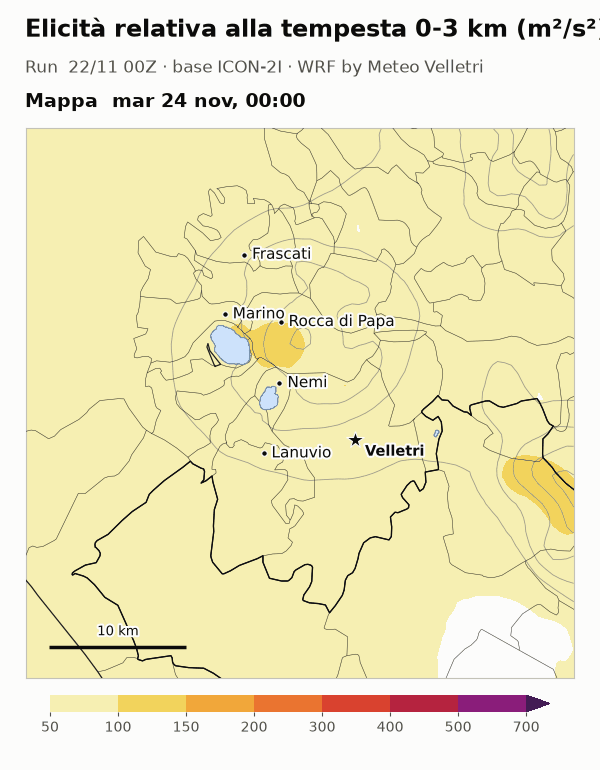 Elicità relativa alla tempesta 0-3 km (m²/s²)
Run  22/11 00Z · base ICON-2I · WRF by Meteo Velletri
Mappa  mar 24 nov, 00:00
Frascati
Marino
Rocca di Papa
Nemi
Velletri
Lanuvio
10 km
50 100 150 200 300 400 500 700